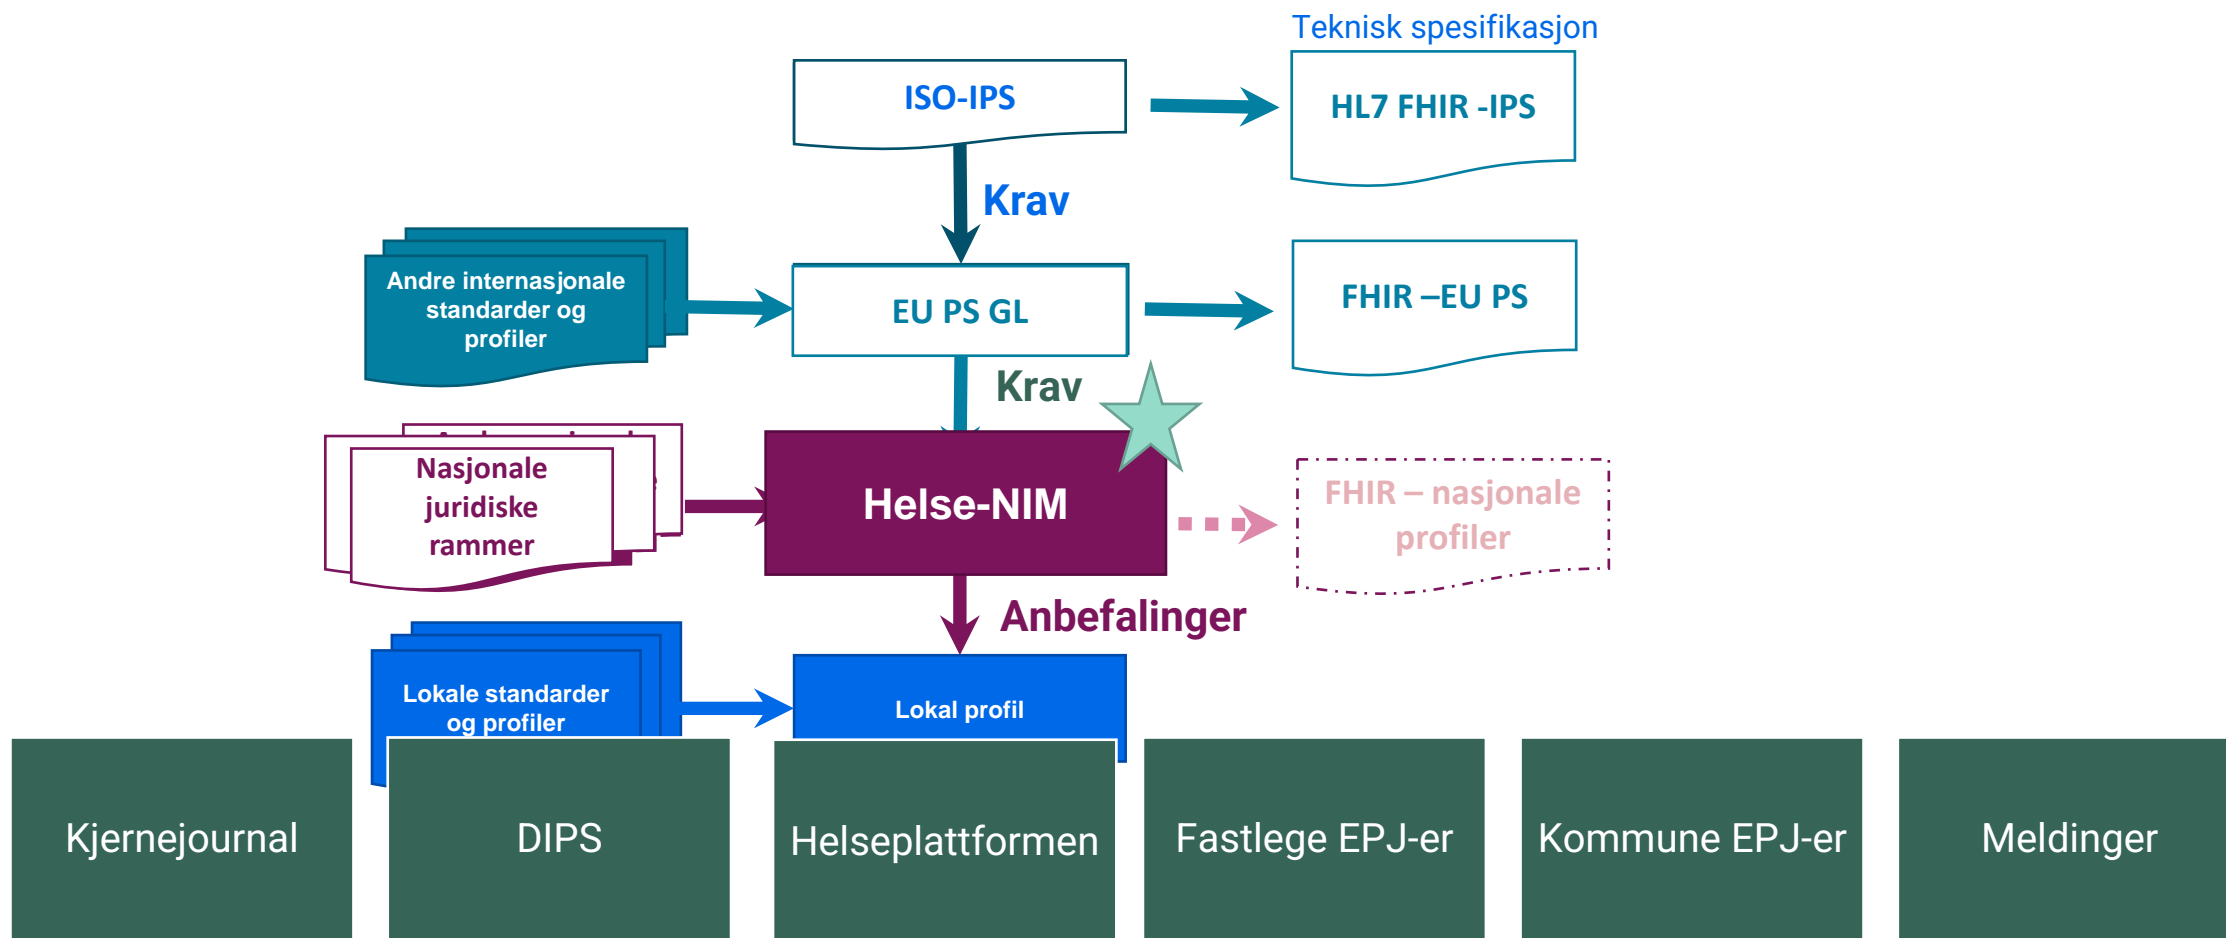 Teknisk spesifikasjon
ISO-IPS
HL7 FHIR -IPS
Krav
Andre internasjonale
standarder og
profiler
EU PS GL
FHIR –EU PS
Krav
Nasjonale
juridiske
rammer
Helse-NIM
FHIR – nasjonale
profiler
Anbefalinger
Lokale standarder
og profiler
Lokal profil
Kjernejournal
DIPS
Helseplattformen
Fastlege EPJ-er
Kommune EPJ-er
Meldinger